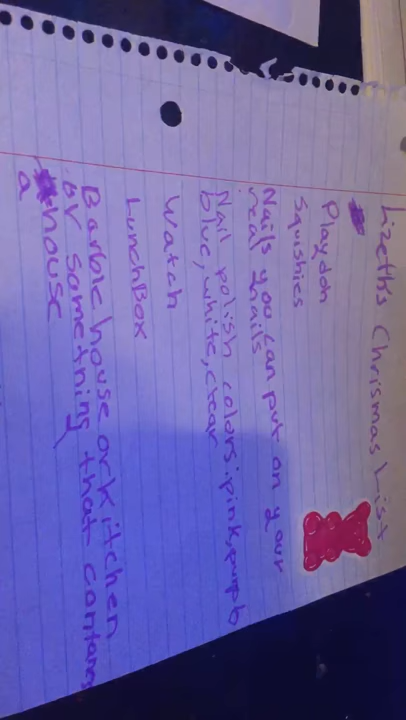 Lizeth's Chrismas List
Playdoh
Squishies
Nails you can put on your
real nails
Nail polish colors: pink, purple
blue, white, clear
Watch
LunchBox
Barbie house or Kitchen
or something that contans
a house